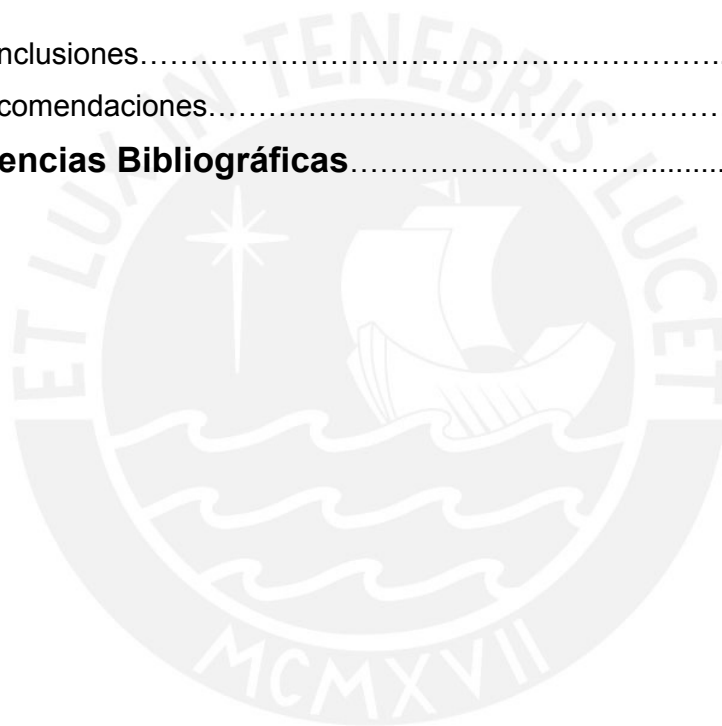 nclusiones……………………………………………………………..
comendaciones……………………………………………………
encias Bibliográficas…………………………...........
ET LUX IN TENEBRIS LUCET
MCMXVII